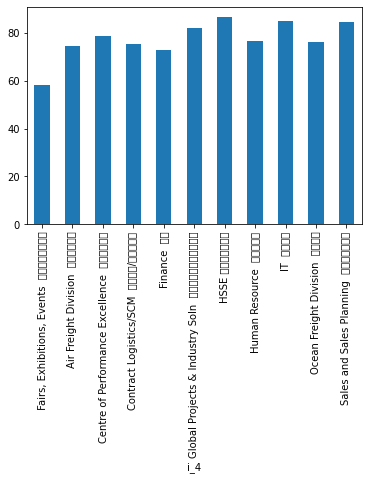 80
60
40
20
0
Fairs, Exhibitions, Events
Air Freight Division
Centre of Performance Excellence
Contract Logistics/SCM /
Finance
Global Projects & Industry Soln
HSSE
Human Resource
IT
Ocean Freight Division
Sales and Sales Planning
i_4